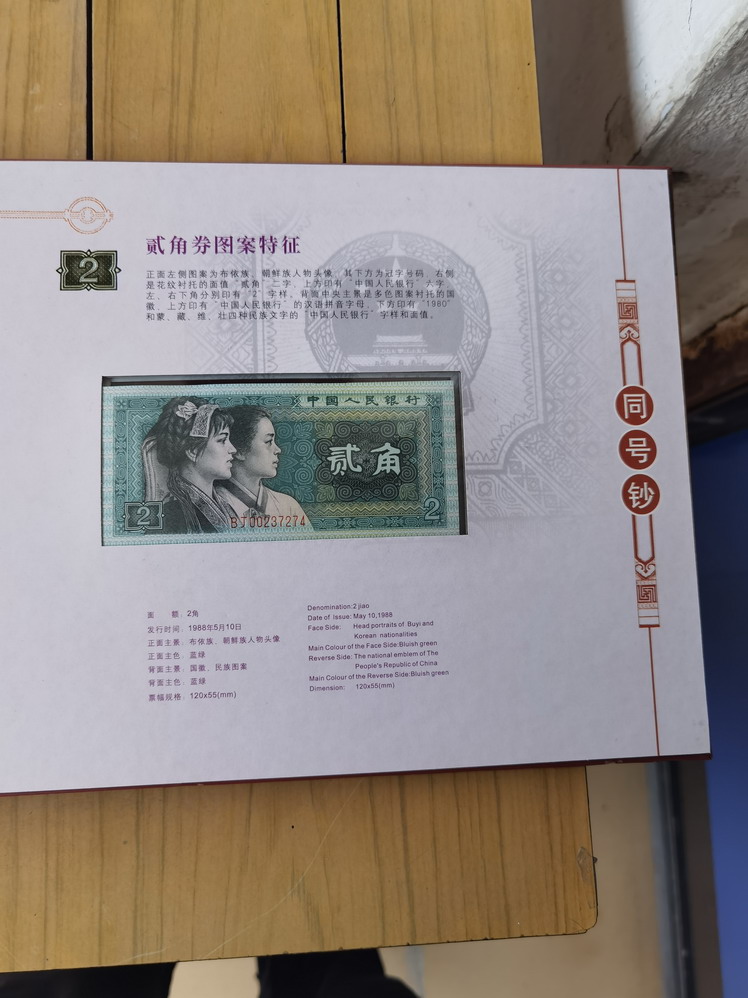 贰角券图案特征
2
正面左侧图案为布依族、朝鲜族人物头像，其下方为冠字号码，右侧
是花纹衬托的面值“贰角”二字，上方印有“中国人民银行”六字，
左、右下角分别印有“2”字样，背面中央主景是多色图案衬托的国
徽，上方印有“中国人民银行”的汉语拼音字母，下方印有“1980”
和蒙、藏、维、壮四种民族文字的“中国人民银行”字样和面值。
中国人民银行
贰角
2
BJ00237274
2
同号钞
面 额：2角
发行时间：1988年5月10日
正面主景：布依族、朝鲜族人物头像
正面主色：蓝绿
背面主景：国徽、民族图案
背面主色：蓝绿
票幅规格：120x55(mm)
Denomination:2 jiao
Date of Issue: May 10,1988
Face Side: Head portraits of Buyi and
Korean nationalities
Main Colour of the Face Side:Bluish green
Reverse Side: The national emblem of The
People's Republic of China
Main Colour of the Reverse Side:Bluish green
Dimension: 120x55(mm)